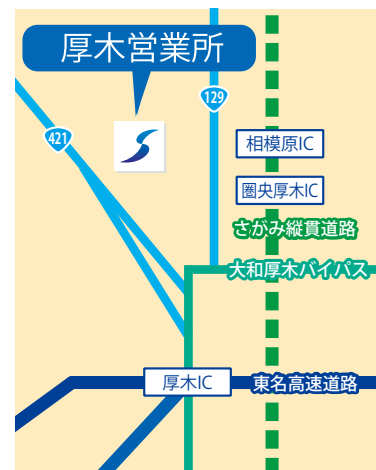 厚木営業所
129
421
相模原IC
圏央厚木IC
さがみ縦貫道路
大和厚木バイパス
厚木IC
東名高速道路